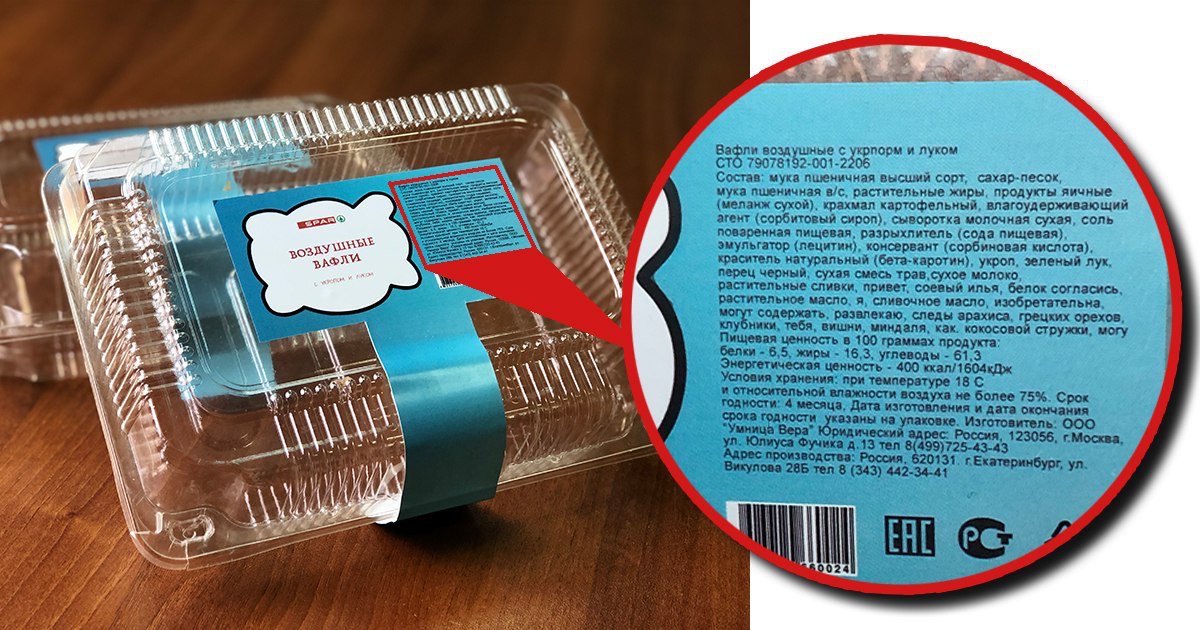 SPAR
ВОЗДУШНЫЕ
ВАФЛИ
С УКРОПОМ И ЛУКОМ
Вафли воздушные с укрпорм и луком
СТО 79078192-001-2206
Состав: мука пшеничная высший сорт, сахар-песок,
мука пшеничная в/с, растительные жиры, продукты яичные
(меланж сухой), крахмал картофельный, влагоудерживающий
агент (сорбитовый сироп), сыворотка молочная сухая, соль
поваренная пищевая, разрыхлитель (сода пищевая),
эмульгатор (лецитин), консервант (сорбиновая кислота),
краситель натуральный (бета-каротин), укроп, зеленый лук,
перец черный, сухая смесь трав,сухое молоко,
растительные сливки, привет, соевый илья, белок согласись,
растительное масло, я, сливочное масло, изобретательна,
могут содержать, развлекаю, следы арахиса, грецких орехов,
клубники, тебя, вишни, миндаля, как. кокосовой стружки, могу
Пищевая ценность в 100 граммах продукта:
белки - 6,5, жиры - 16,3, углеводы - 61,3
Энергетическая ценность - 400 ккал/1604кДж
Условия хранения: при температуре 18 С
и относительной влажности воздуха не более 75%. Срок
годности: 4 месяца. Дата изготовления и дата окончания
срока годности указаны на упаковке. Изготовитель: ООО
"Умница Вера" Юридический адрес: Россия, 123056, г.Москва,
ул. Юлиуса Фучика д.13 тел 8(499)725-43-43
Адрес производства: Россия, 620131. г.Екатеринбург, ул.
Викулова 28Б тел 8 (343) 442-34-41
60024
EAC
РСТ